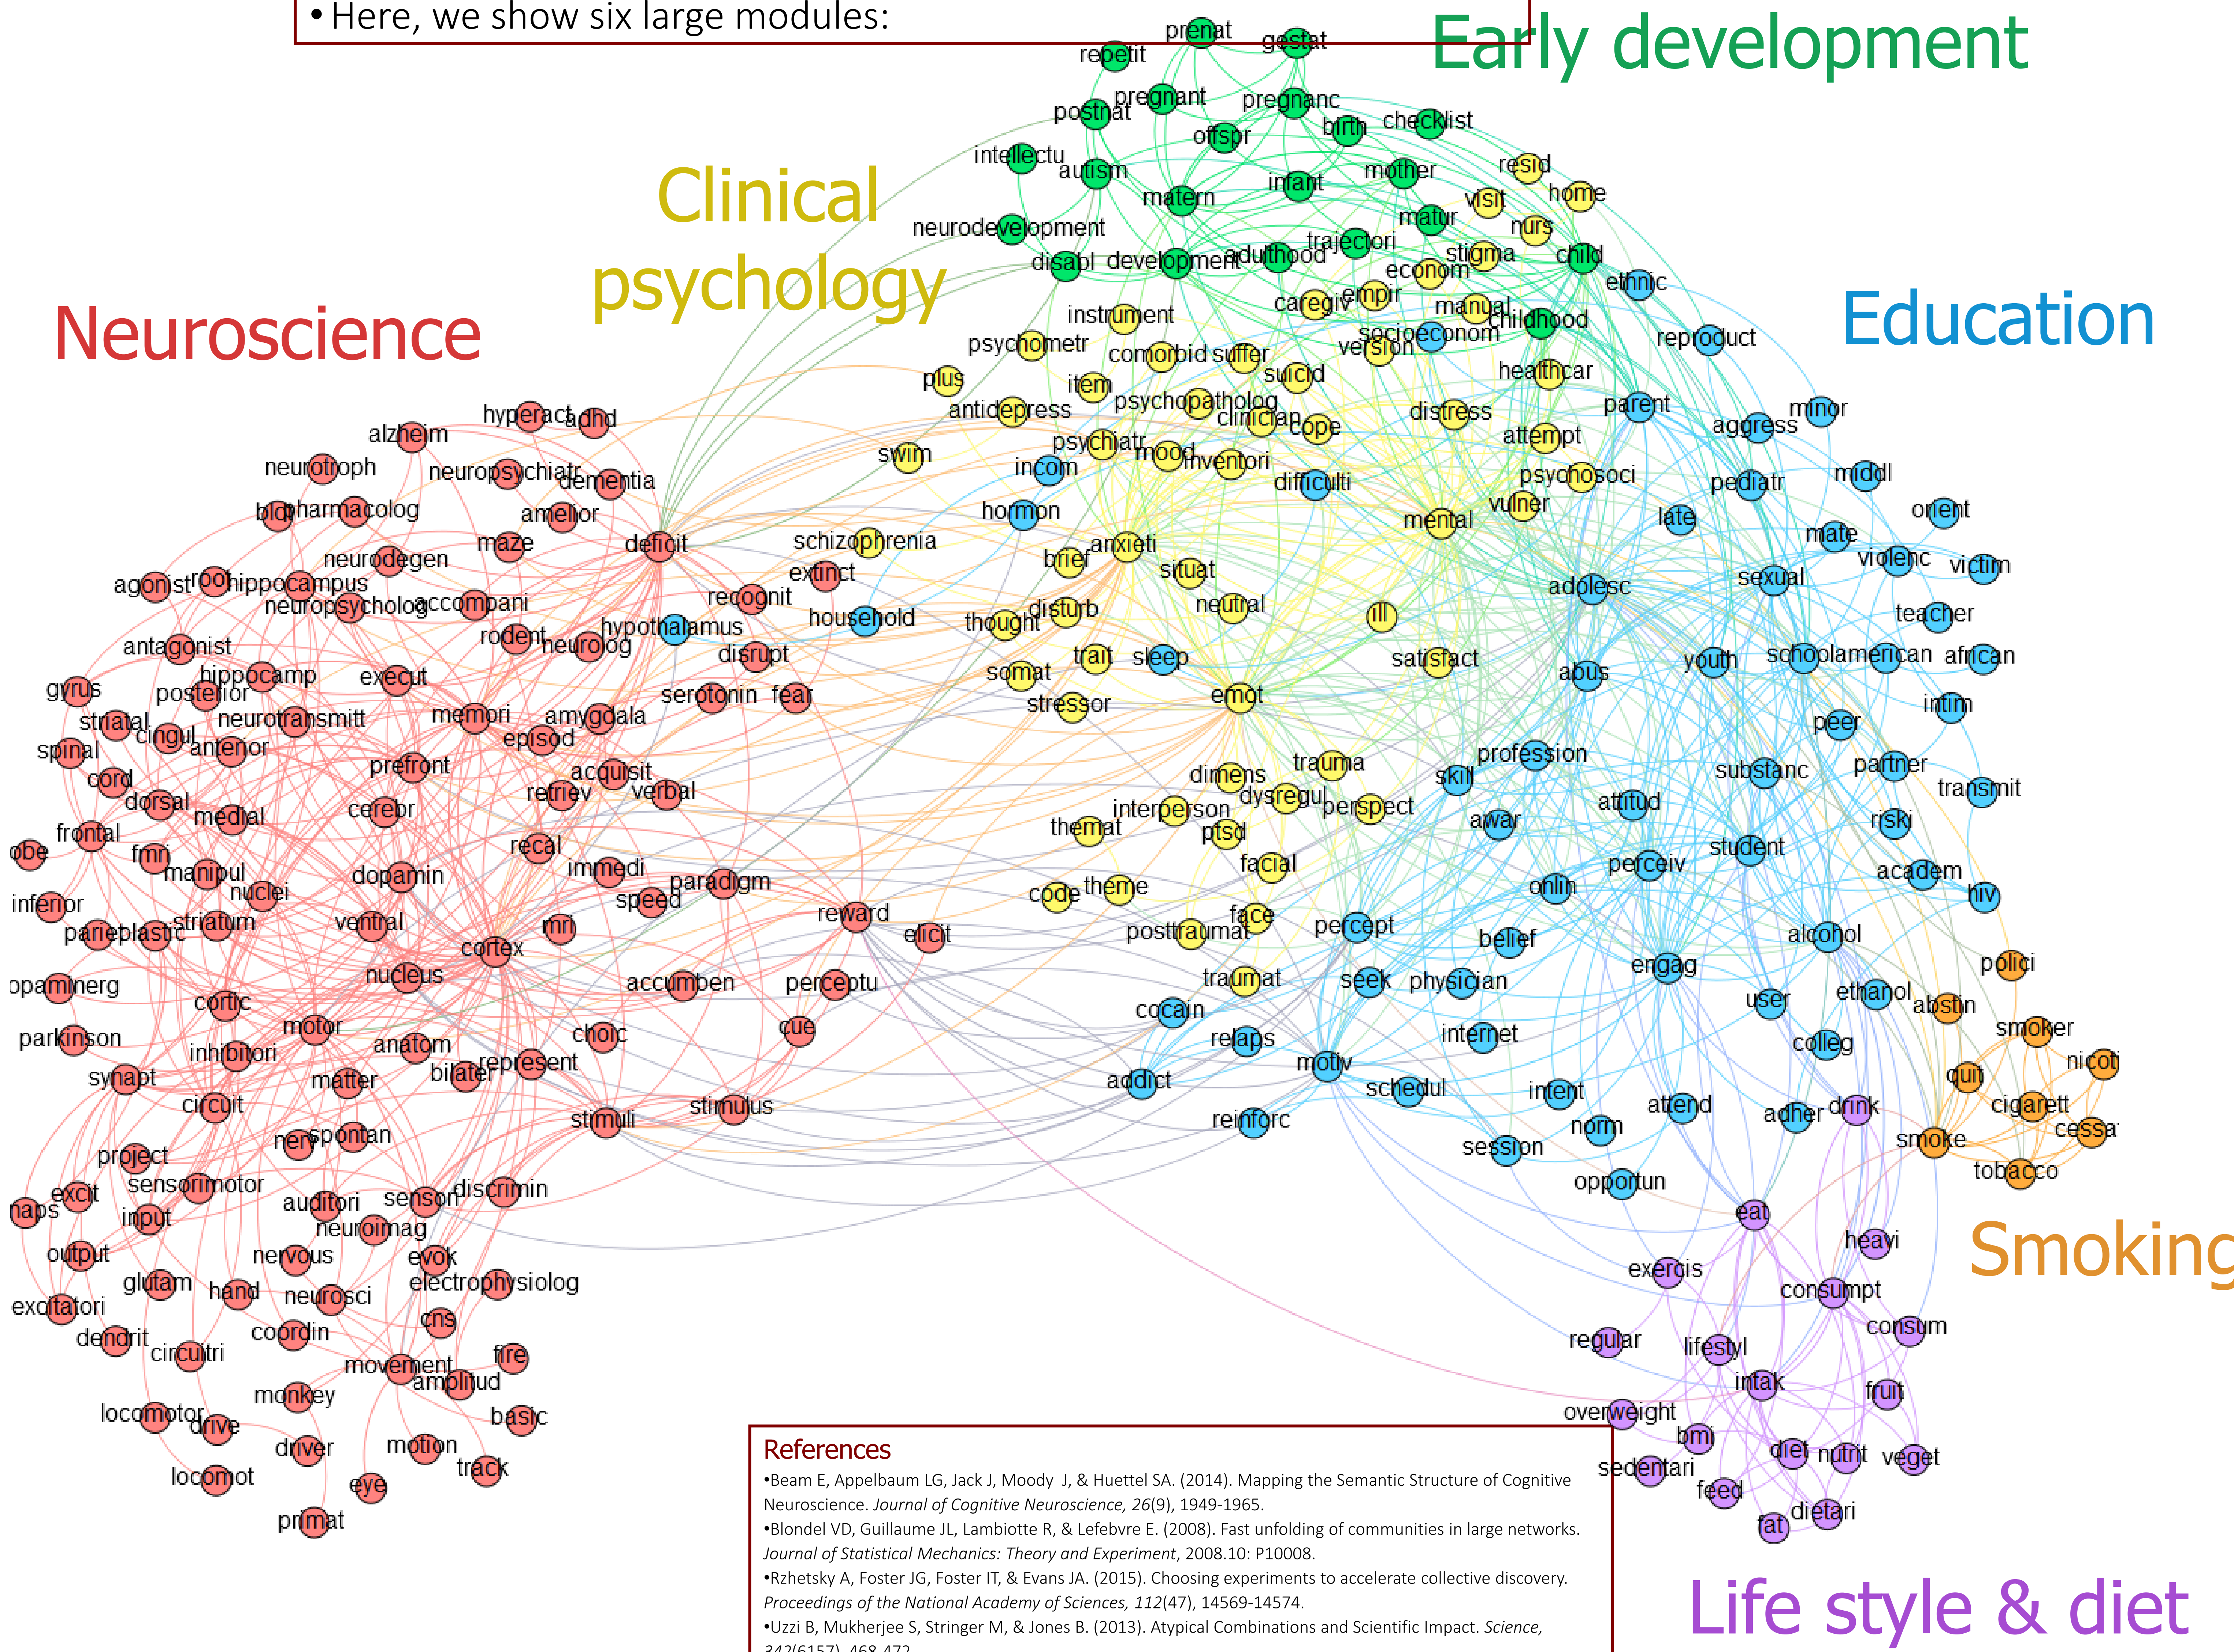 • Here, we show six large modules:
Early development
Clinical
psychology
Neuroscience
Education
Smoking
Life style & diet
prenat
gestat
repetit
pregnant
pregnanc
postnat
offspr
birth
checklist
intellectu
autism
matern
infant
mother
resid
home
visit
neurodevelopment
matur
nurs
disabl
development
adulthood
trajectori
stigma
child
econom
ethnic
caregiv
empir
manual
childhood
instrument
socioeconom
version
reproduct
psychometr
comorbid
suffer
suicid
healthcar
plus
item
antidepress
psychopatholog
clinician
cope
distress
parent
minor
aggress
attempt
hyperact
adhd
alzheim
psychiatr
mood
inventori
swim
incom
difficulti
psychosoci
pediatr
middl
neurotroph
neuropsychiatr
dementia
pharmacolog
amelior
hormon
mental
vulner
late
orient
maze
deficit
schizophrenia
brief
anxieti
situat
mate
violenc
victim
neurodegen
agonist
root
hippocampus
neuropsycholog
accompani
recognit
extinct
household
thought
disturb
neutral
ill
adolesc
sexual
teacher
antagonist
rodent
neurolog
hypothalamus
disrupt
trait
sleep
somat
satisfact
abus
youth
school
american
african
gyrus
posterior
hippocamp
execut
serotonin
fear
stressor
emot
intim
striatal
cingul
neurotransmitt
memori
amygdala
episod
peer
spinal
anterior
prefront
acquisit
trauma
profession
cord
dorsal
medial
cerebr
retriev
verbal
dimens
dysregul
perspect
skill
substanc
partner
transmit
frontal
interperson
themat
ptsd
attitud
awar
riski
obe
fmri
manipul
nuclei
recal
immedi
dopamin
speed
paradigm
facial
perceiv
student
academ
inferior
pariet
plastic
striatum
ventral
mri
reward
elicit
code
theme
onlin
hiv
cortex
posttraumat
face
percept
belief
alcohol
opaminerg
nucleus
cortic
accumben
perceptu
traumat
seek
physician
engag
polici
parkinson
motor
inhibitori
anatom
choic
cue
cocain
relaps
internet
user
ethanol
abstin
smoker
synapt
matter
bilater
represent
addict
motiv
colleg
nicoti
quit
circuit
stimuli
stimulus
schedul
intent
attend
adher
drink
cigarett
reinforc
norm
smoke
cessa
nerv
spontan
session
tobacco
project
sensorimotor
discrimin
opportun
naps
excit
input
auditori
neuroimag
eat
output
nervous
evok
heavi
glutam
hand
neurosci
electrophysiolog
exercis
consumpt
excitatori
cns
dendrit
circuitri
coordin
regular
lifestyl
consum
movement
fire
amplitud
intak
fruit
monkey
locomotor
drive
basic
overweight
bmi
driver
motion
diet
nutrit
veget
locomot
eye
track
sedentari
feed
primat
fat
dietari
References
•Beam E, Appelbaum LG, Jack J, Moody J, & Huettel SA. (2014). Mapping the Semantic Structure of Cognitive
Neuroscience. Journal of Cognitive Neuroscience, 26(9), 1949-1965.
•Blondel VD, Guillaume JL, Lambiotte R, & Lefebvre E. (2008). Fast unfolding of communities in large networks.
Journal of Statistical Mechanics: Theory and Experiment, 2008.10: P10008.
•Rzhetsky A, Foster JG, Foster IT, & Evans JA. (2015). Choosing experiments to accelerate collective discovery.
Proceedings of the National Academy of Sciences, 112(47), 14569-14574.
•Uzzi B, Mukherjee S, Stringer M, & Jones B. (2013). Atypical Combinations and Scientific Impact. Science,
342(6157), 468-472.